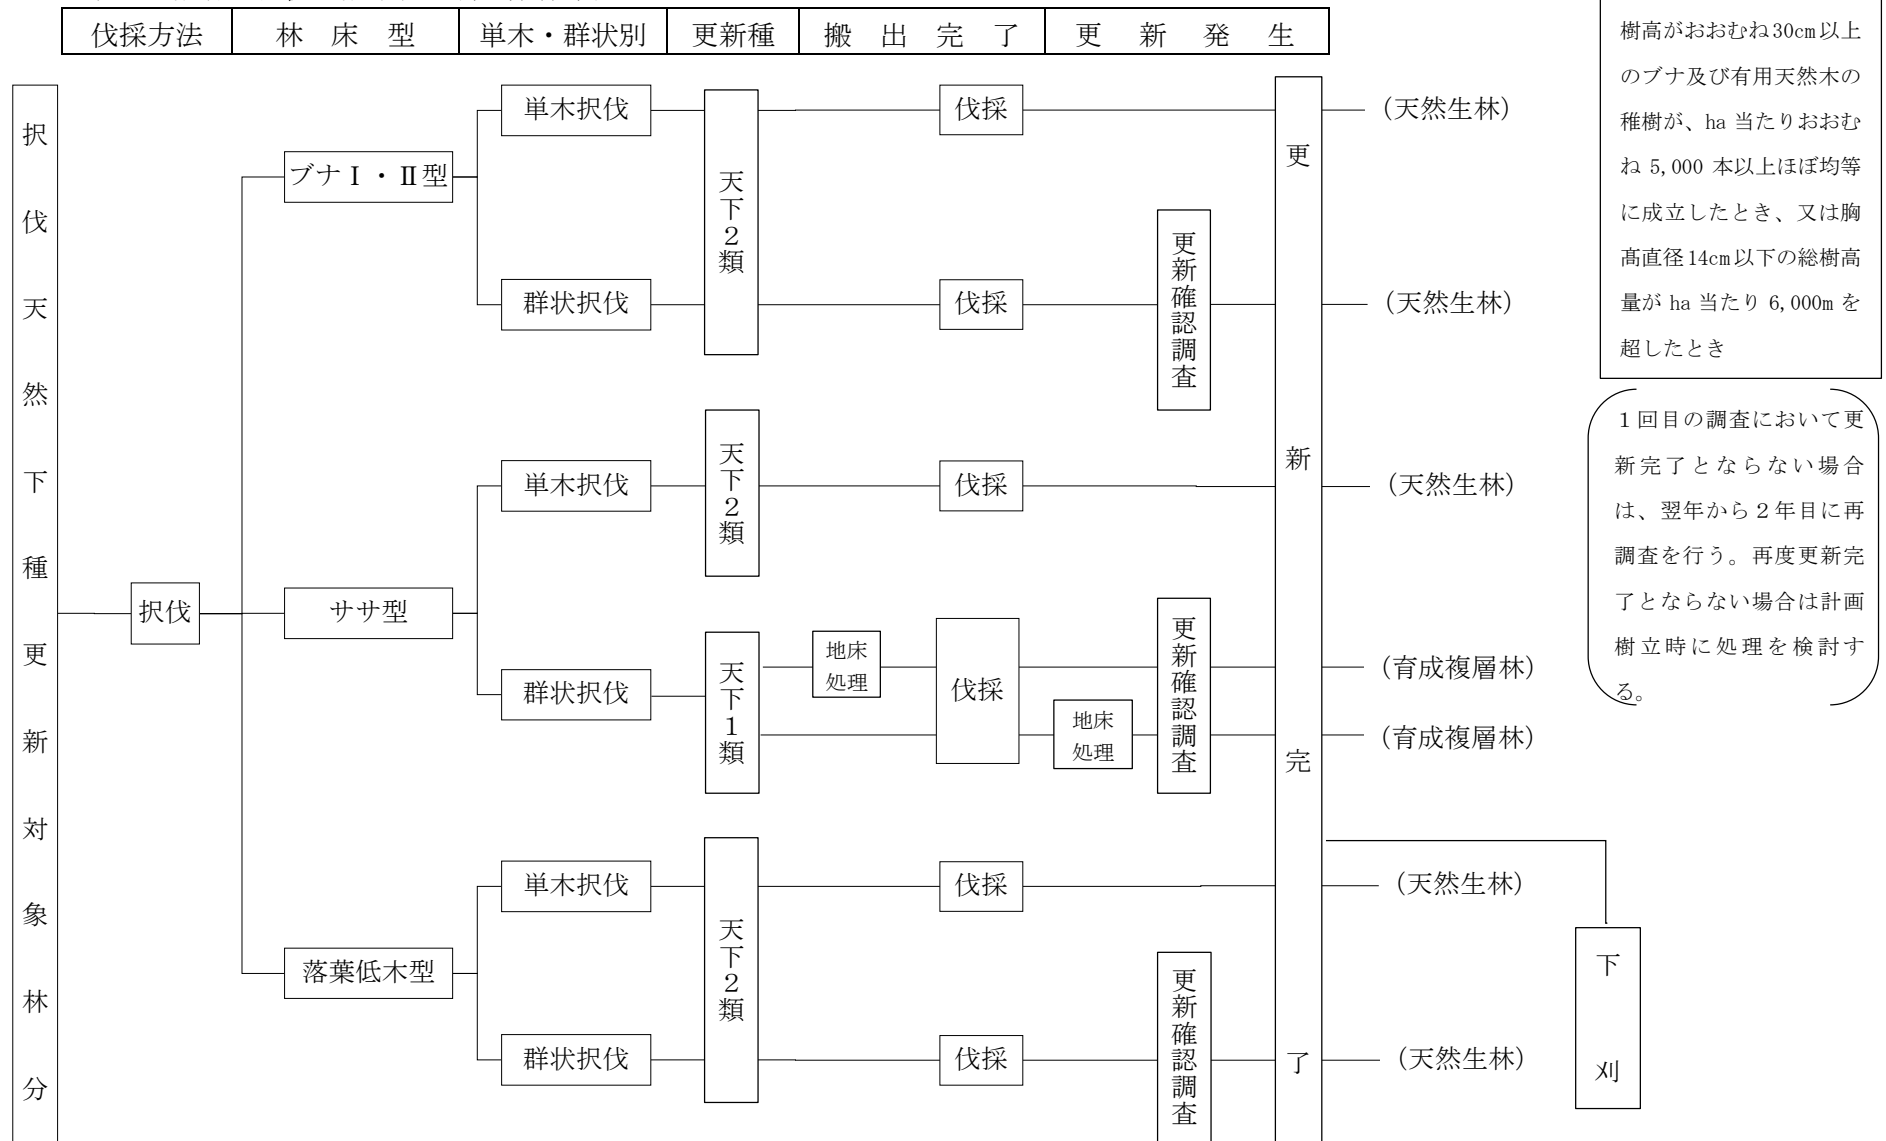 伐採方法 林床型 単木・群状別 更新種 搬出完了 更新発生
択伐天然下種更新対象林分
択伐
ブナⅠ・Ⅱ型
単木択伐
天下2類
伐採
(天然生林)
群状択伐
伐採
更新確認調査
(天然生林)
ササ型
単木択伐
天下2類
伐採
(天然生林)
群状択伐
天下1類
地床
処理
伐採
地床
処理
更新確認調査
(育成複層林)
(育成複層林)
落葉低木型
単木択伐
天下2類
伐採
(天然生林)
群状択伐
伐採
更新確認調査
(天然生林)
更新完了
下刈
樹高がおおむね30cm以上
のブナ及び有用天然木の
稚樹が、ha 当たりおおむ
ね 5,000 本以上ほぼ均等
に成立したとき、又は胸
髙直径14cm以下の総樹高
量が ha 当たり 6,000m を
超したとき
1回目の調査において更
新完了とならない場合
は、翌年から2年目に再
調査を行う。再度更新完
了とならない場合は計画
樹立時に処理を検討す
る。